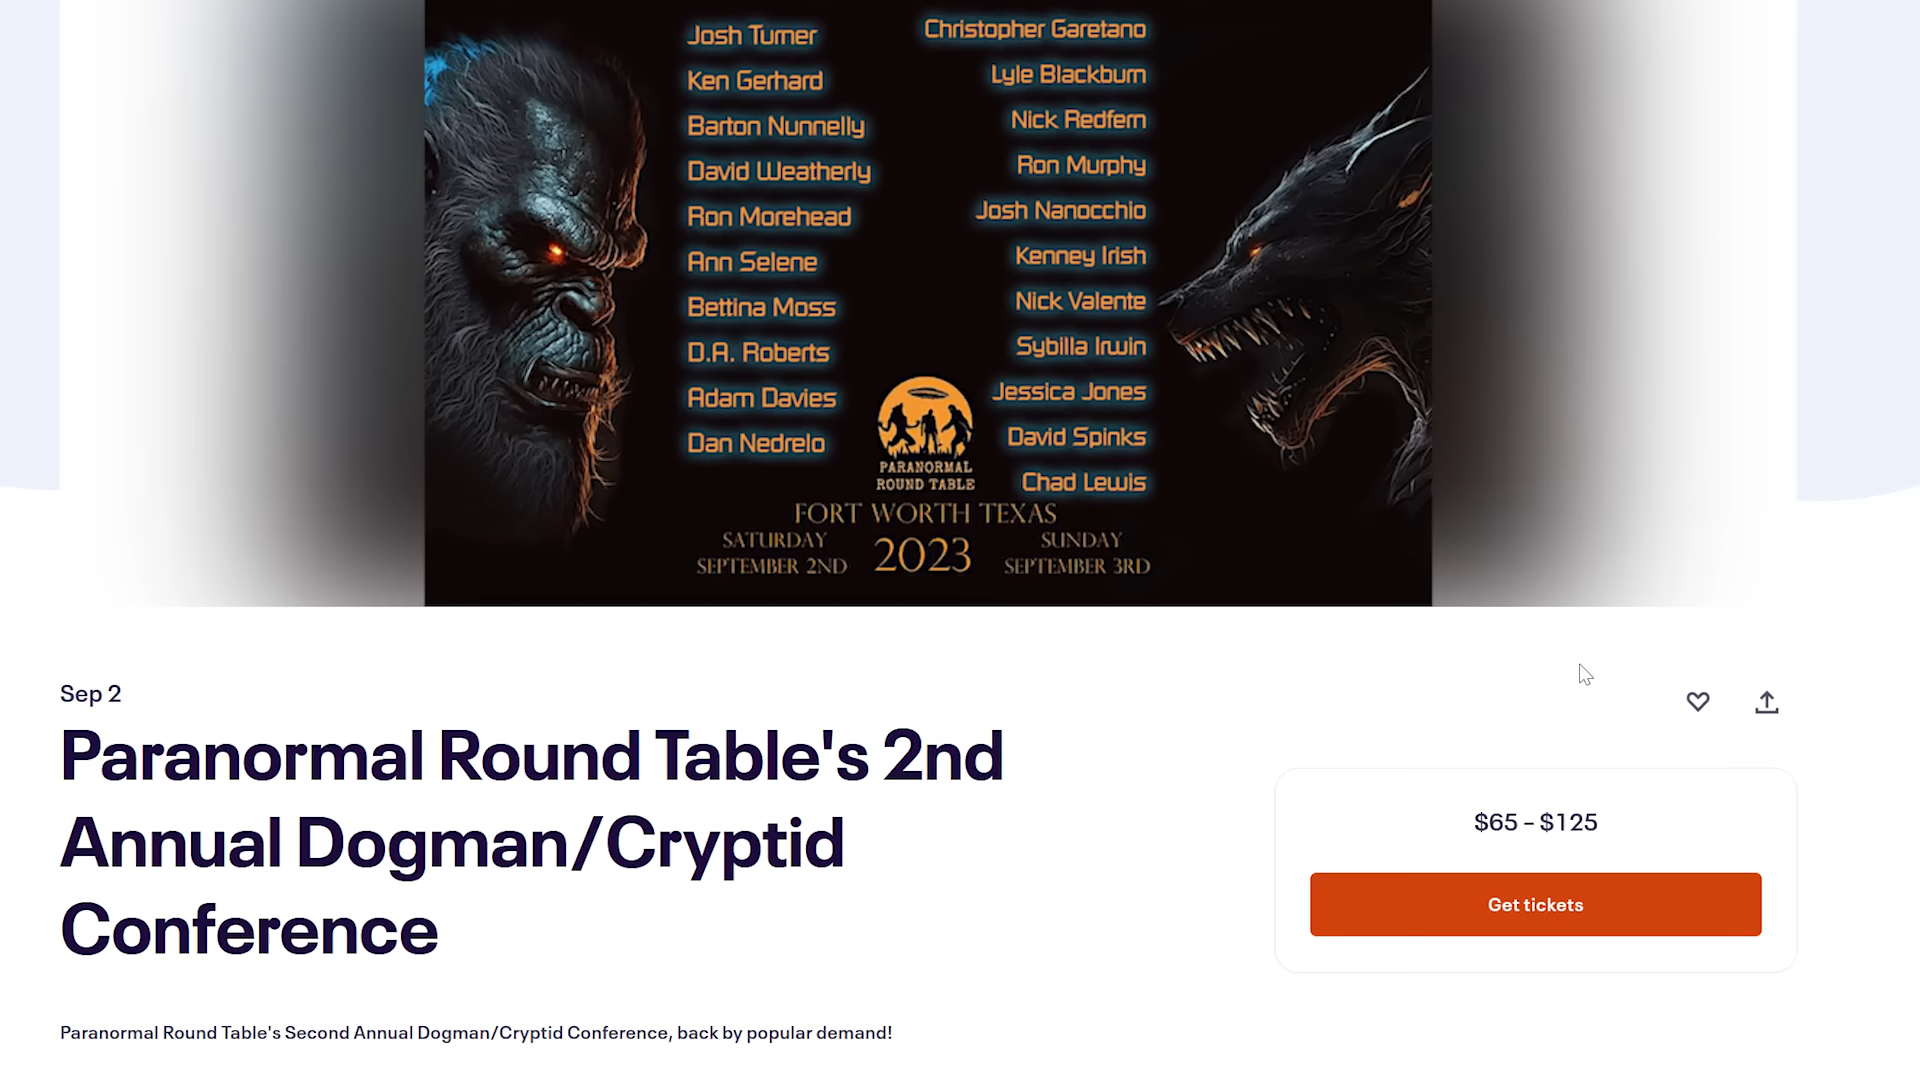 Josh Turner
Ken Gerhard
Barton Nunnelly
David Weatherly
Ron Morehead
Ann Selene
Bettina Moss
D.A. Roberts
Adam Davies
Dan Nedrelo
Christopher Garetano
Lyle Blackburn
Nick Redfern
Ron Murphy
Josh Nanocchio
Kenney Irish
Nick Valente
Sybilla Irwin
Jessica Jones
David Spinks
Chad Lewis
PARANORMAL
ROUND TABLE
FORT WORTH TEXAS
SATURDAY
SEPTEMBER 2ND
2023
SUNDAY
SEPTEMBER 3RD
Sep 2
Paranormal Round Table's 2nd
Annual Dogman/Cryptid
Conference
$65 – $125
Get tickets
Paranormal Round Table's Second Annual Dogman/Cryptid Conference, back by popular demand!